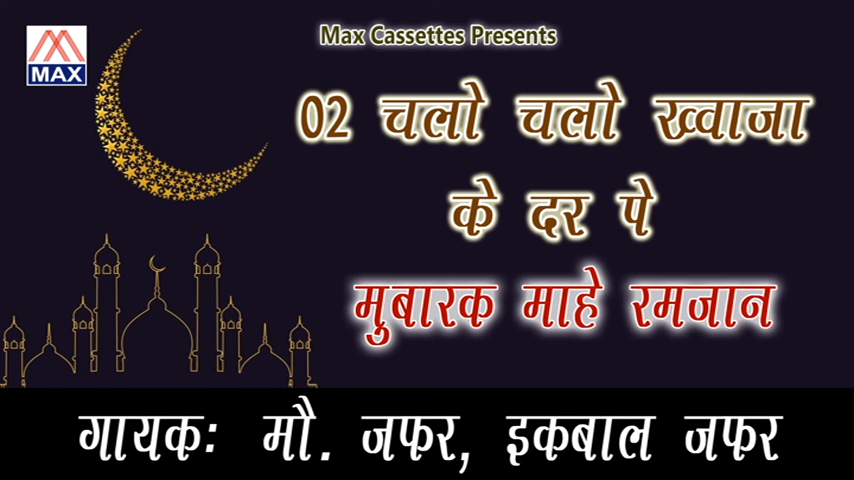 Max Cassettes Presents
MAX
02 चलो चलो ख्वाजा
के दर पे
मुबारक माहे रमजान
गायकः मौ. जफर, इकबाल जफर